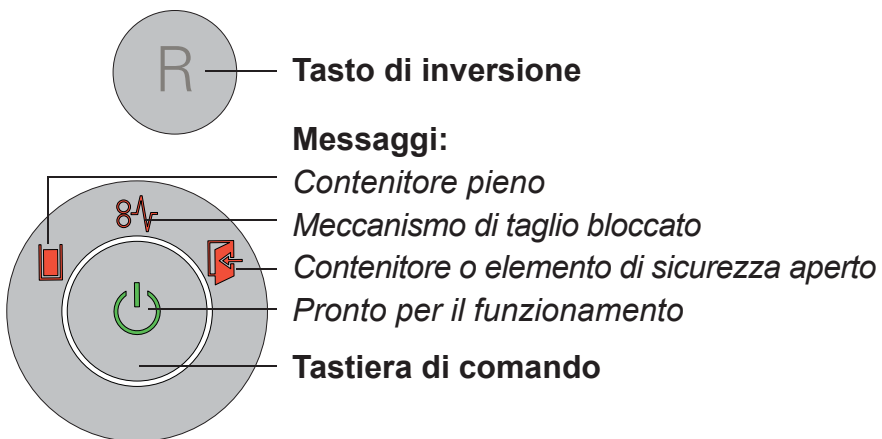 R
Tasto di inversione
Messaggi:
Contenitore pieno
Meccanismo di taglio bloccato
Contenitore o elemento di sicurezza aperto
Pronto per il funzionamento
Tastiera di comando